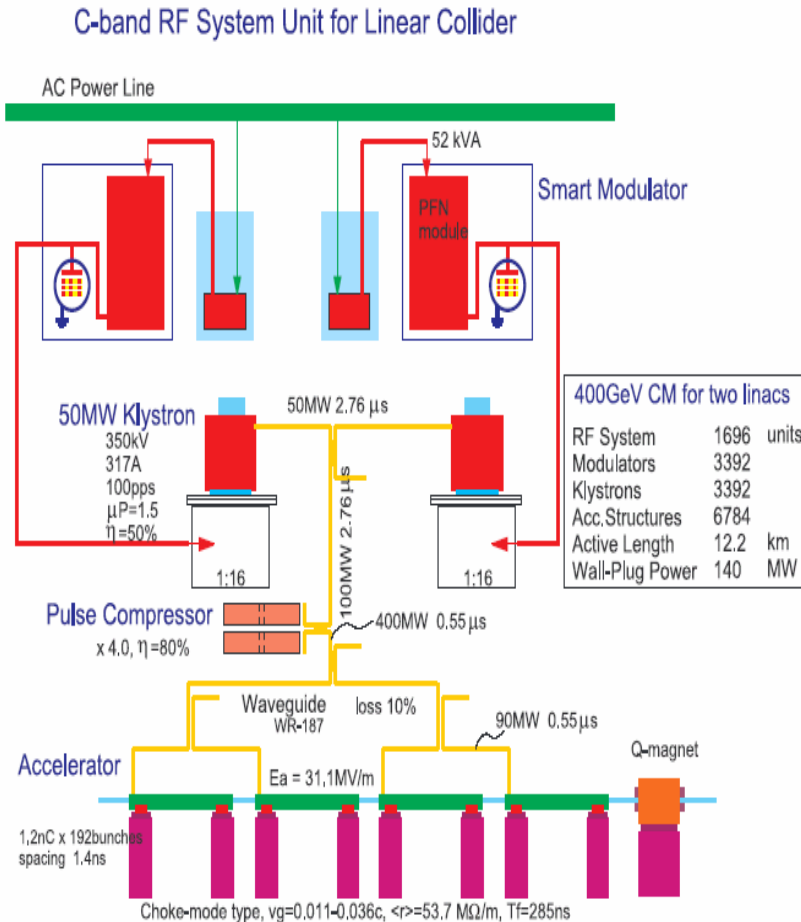 C-band RF System Unit for Linear Collider
AC Power Line
52 kVA
Smart Modulator
PFN
module
50MW Klystron
350kV
317A
100pps
μP=1.5
η=50%
50MW 2.76 μs
1:16
1:16
100MW 2.76μs
400GeV CM for two linacs
RF System 1696 units
Modulators 3392
Klystrons 3392
Acc.Structures 6784
Active Length 12.2 km
Wall-Plug Power 140 MW
Pulse Compressor
x 4.0, η=80%
400MW 0.55μs
Waveguide loss 10%
WR-187
90MW 0.55μs
Q-magnet
Accelerator
Ea = 31,1MV/m
1,2nC x 192bunches
spacing 1.4ns
Choke-mode type, vg=0.011-0.036c, <r>=53.7 MΩ/m, Tf=285ns